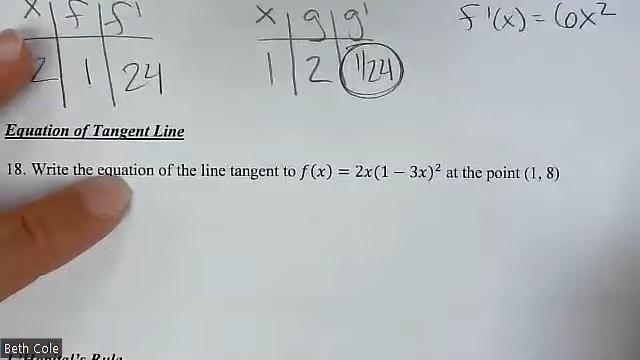 x f f' x g g' f'(x) = 6x²
2 1 24 1 2 1/24
Equation of Tangent Line
18. Write the equation of the line tangent to f(x) = 2x(1 − 3x)² at the point (1, 8)
Beth Cole Rule